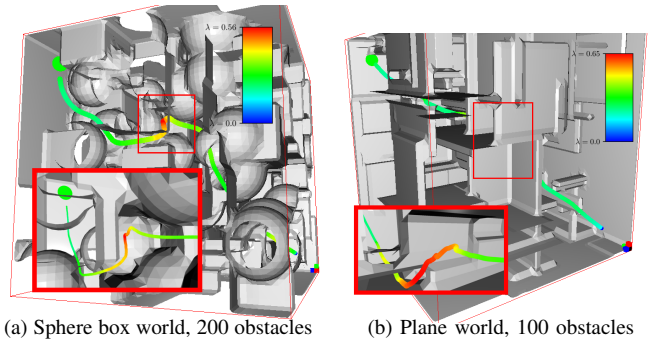 λ = 0.56
λ = 0.0
λ = 0.65
λ = 0.0
(a) Sphere box world, 200 obstacles
(b) Plane world, 100 obstacles